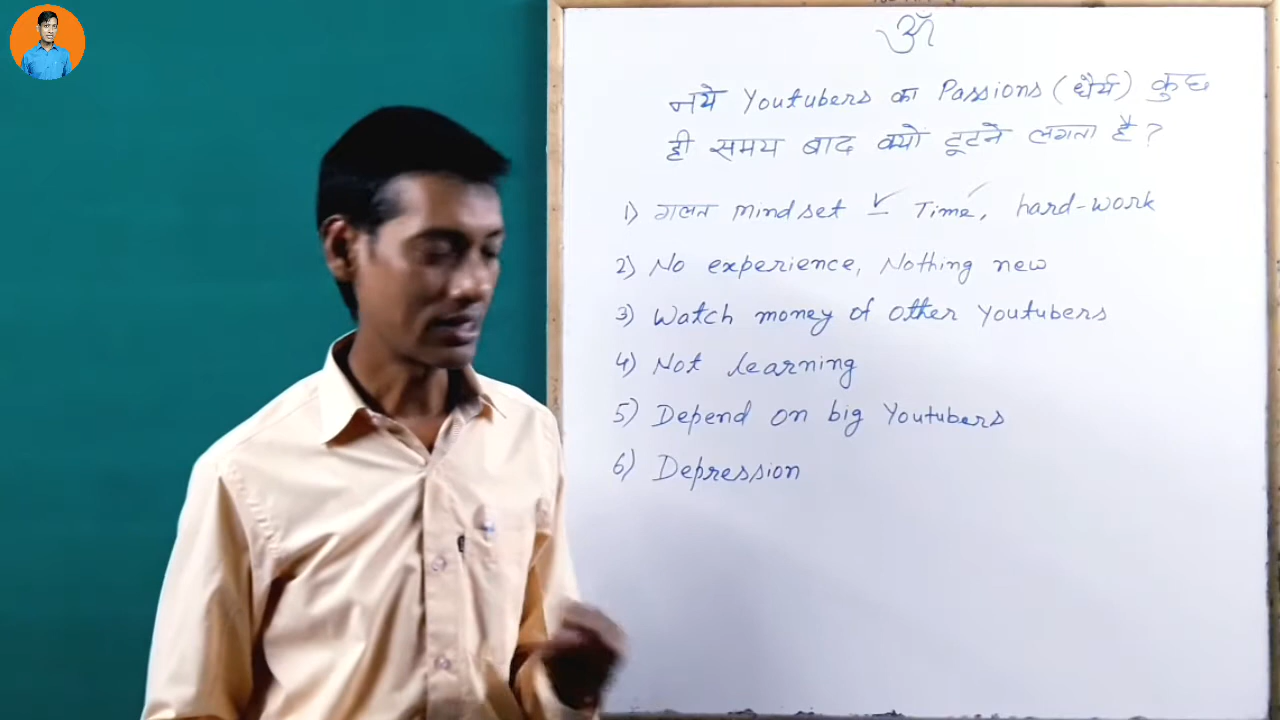 ॐ
नये Youtubers का Passions (धैर्य) कुछ
ही समय बाद क्यो टूटने लगता है?
1) गलत mindset - Time, hard-work
2) No experience, Nothing new
3) Watch money of other Youtubers
4) Not learning
5) Depend on big Youtubers
6) Depression